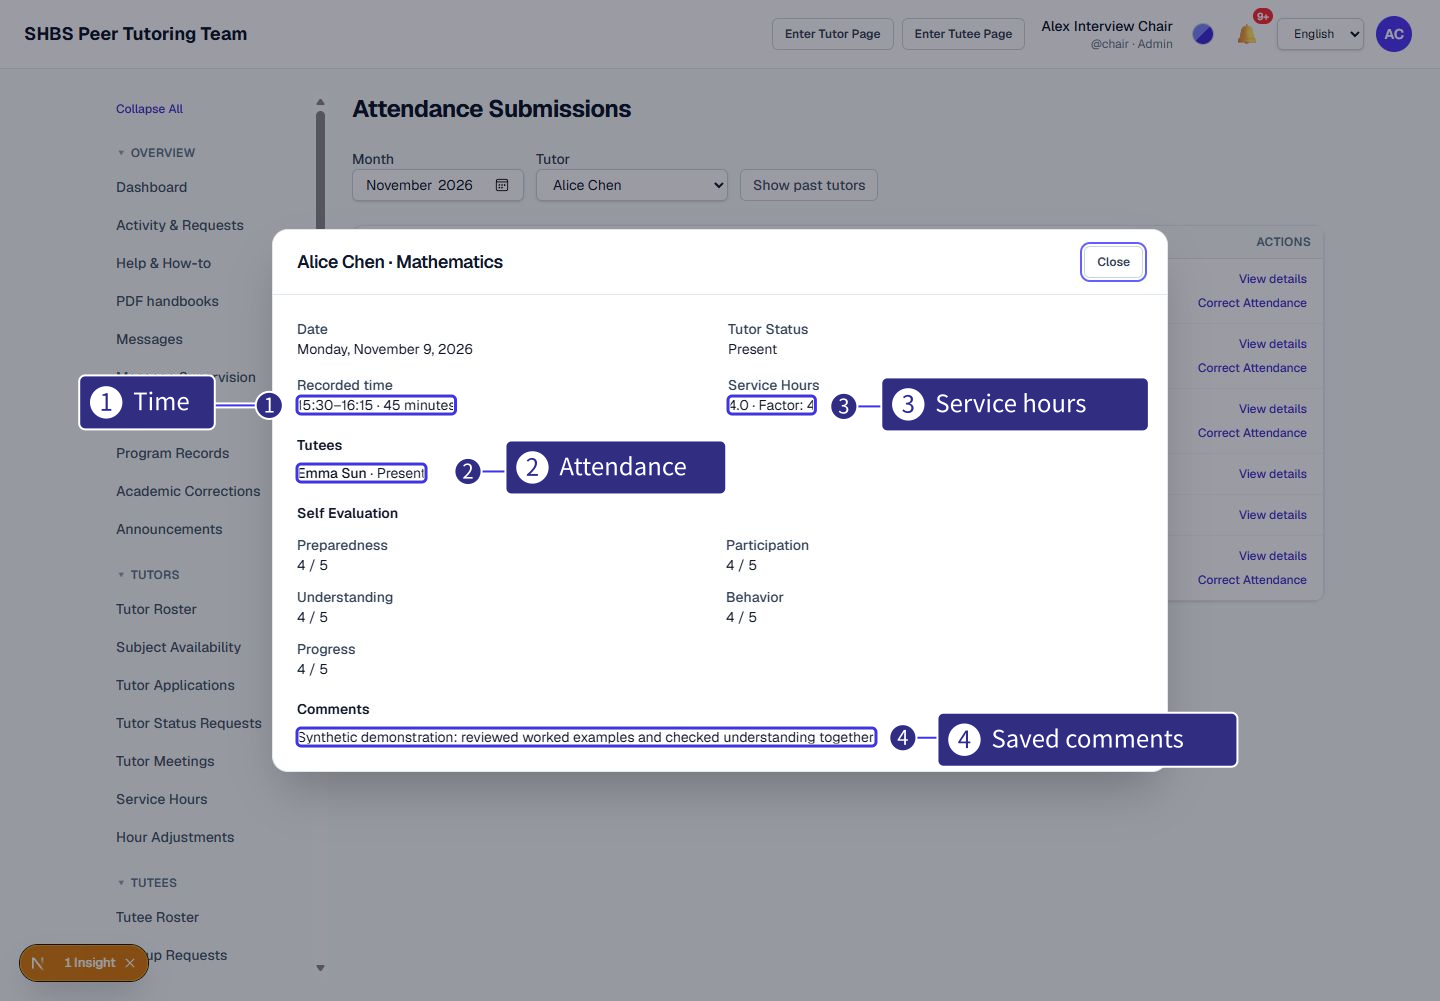 SHBS Peer Tutoring Team
Enter Tutor Page
Enter Tutee Page
Alex Interview Chair
@chair · Admin
9+
English
AC
Collapse All
OVERVIEW
Dashboard
Activity & Requests
Help & How-to
PDF handbooks
Messages
Program Records
Academic Corrections
Announcements
TUTORS
Tutor Roster
Subject Availability
Tutor Applications
Tutor Status Requests
Tutor Meetings
Service Hours
Hour Adjustments
TUTEES
Tutee Roster
up Requests
1 Insight
Attendance Submissions
Month
Tutor
November 2026
Alice Chen
Show past tutors
ACTIONS
View details
Correct Attendance
View details
Correct Attendance
View details
Correct Attendance
View details
View details
Correct Attendance
Alice Chen · Mathematics
Close
Date
Monday, November 9, 2026
Tutor Status
Present
Recorded time
15:30–16:15 · 45 minutes
Service Hours
4.0 · Factor: 4
1 Time
1
3
3 Service hours
Tutees
Emma Sun · Present
2
2 Attendance
Self Evaluation
Preparedness
4 / 5
Participation
4 / 5
Understanding
4 / 5
Behavior
4 / 5
Progress
4 / 5
Comments
Synthetic demonstration: reviewed worked examples and checked understanding together.
4
4 Saved comments